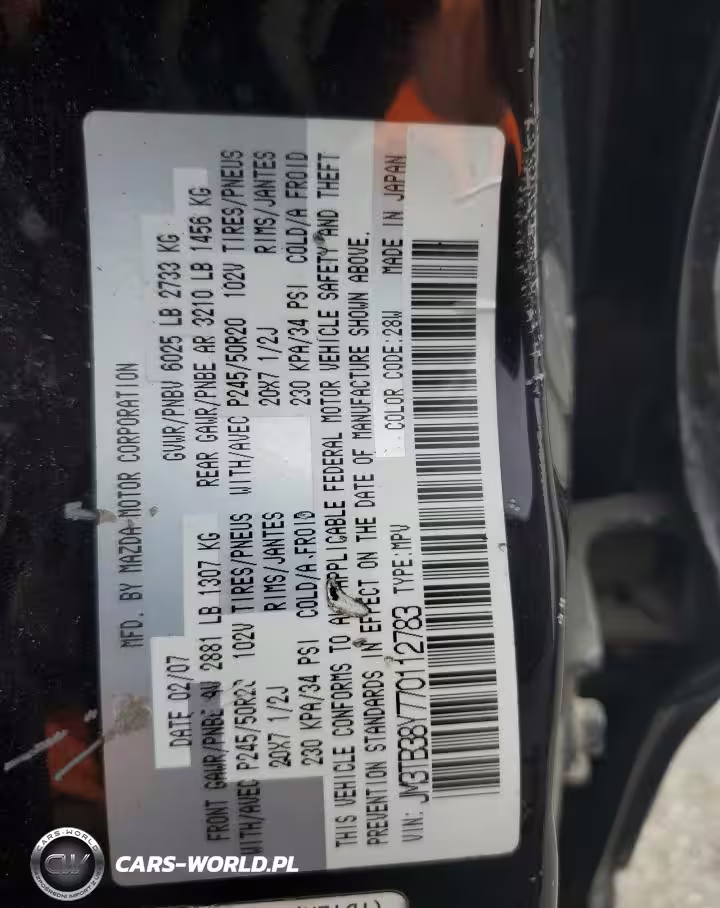 MFD. BY MAZDA MOTOR CORPORATION
DATE 02/07 GVWR/PNBV 6025 LB 2733 KG
FRONT GAWR/PNBE AV 2881 LB 1307 KG REAR GAWR/PNBE AR 3210 LB 1456 KG
WITH/AVEC P245/50R20 102V TIRES/PNEUS WITH/AVEC P245/50R20 102V TIRES/PNEUS
20X7 1/2J RIMS/JANTES 20X7 1/2J RIMS/JANTES
230 KPA/34 PSI COLD/A FROID 230 KPA/34 PSI COLD/A FROID
THIS VEHICLE CONFORMS TO ALL APPLICABLE FEDERAL MOTOR VEHICLE SAFETY AND THEFT
PREVENTION STANDARDS IN EFFECT ON THE DATE OF MANUFACTURE SHOWN ABOVE.
VIN: JM3TB38Y770112783 TYPE:MPV COLOR CODE:28W MADE IN JAPAN
CARS-WORLD
CW
CARS-WORLD.PL